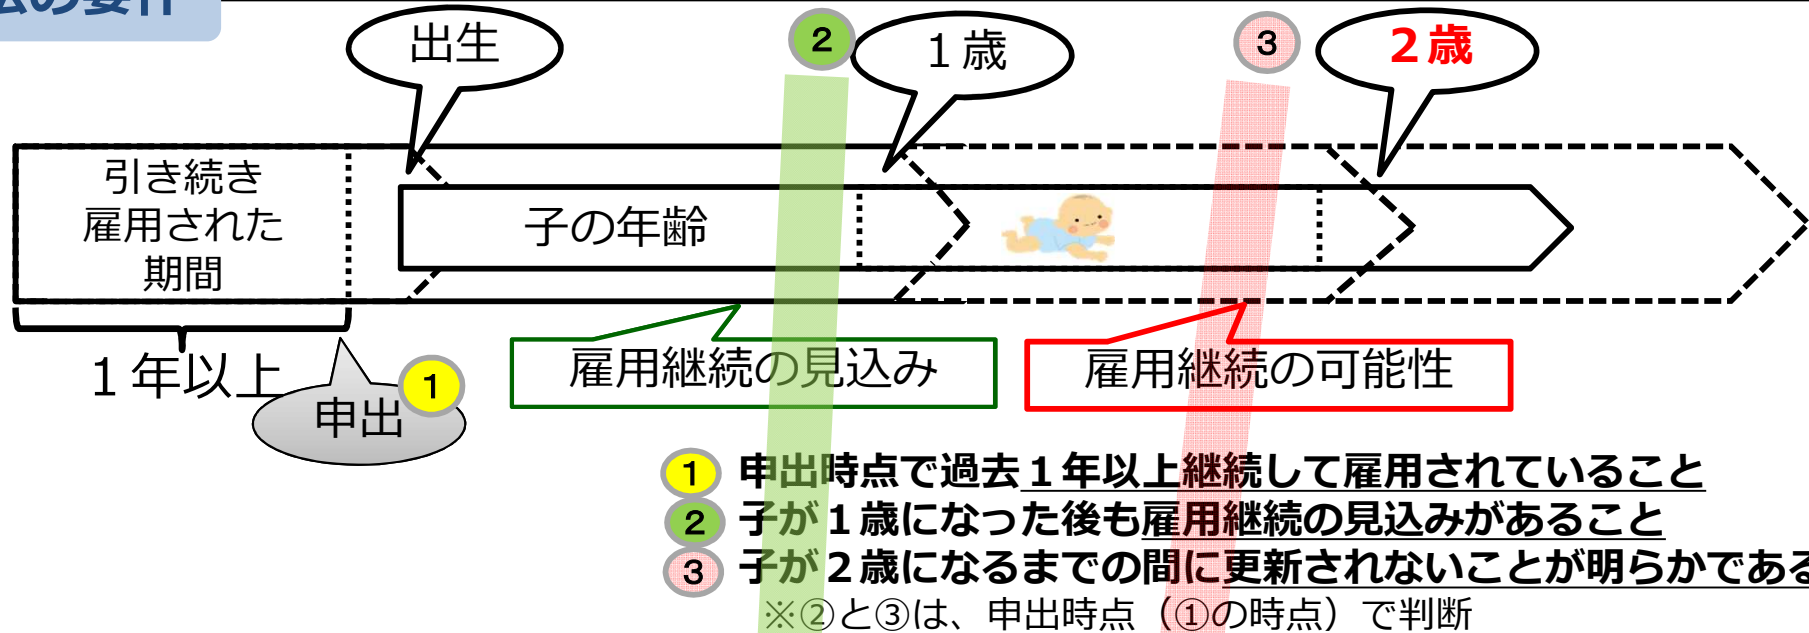 の要件
出生
2
１歳
3
２歳
引き続き
雇用された
期間
子の年齢
１年以上
申出
1
雇用継続の見込み
雇用継続の可能性
1 申出時点で過去１年以上継続して雇用されていること
2 子が１歳になった後も雇用継続の見込みがあること
3 子が２歳になるまでの間に更新されないことが明らかである
※②と③は、申出時点（①の時点）で判断